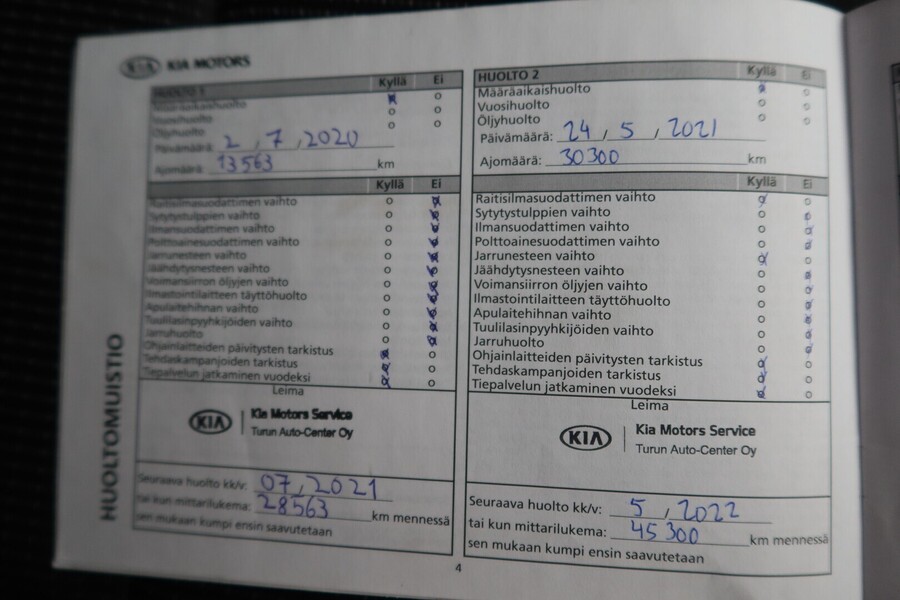 KIA KIA MOTORS
HUOLTO 1 Kyllä Ei
Määräaikaishuolto
Vuosihuolto
Öljyhuolto
Päivämäärä: 2, 7, 2020
Ajomäärä: 13563 km
Kyllä Ei
Raitisilmasuodattimen vaihto
Sytytystulppien vaihto
Ilmansuodattimen vaihto
Polttoainesuodattimen vaihto
Jarrunesteen vaihto
Jäähdytysnesteen vaihto
Voimansiirron öljyjen vaihto
Ilmastointilaitteen täyttöhuolto
Apulaitehihnan vaihto
Tuulilasinpyyhkijöiden vaihto
Jarruhuolto
Ohjainlaitteiden päivitysten tarkistus
Tehdaskampanjoiden tarkistus
Tiepalvelun jatkaminen vuodeksi
Leima
KIA Kia Motors Service
Turun Auto-Center Oy
Seuraava huolto kk/v: 07, 2021
tai kun mittarilukema: 28563 km mennessä
sen mukaan kumpi ensin saavutetaan
HUOLTO 2 Kyllä Ei
Määräaikaishuolto
Vuosihuolto
Öljyhuolto
Päivämäärä: 24, 5, 2021
Ajomäärä: 30300 km
Kyllä Ei
Raitisilmasuodattimen vaihto
Sytytystulppien vaihto
Ilmansuodattimen vaihto
Polttoainesuodattimen vaihto
Jarrunesteen vaihto
Jäähdytysnesteen vaihto
Voimansiirron öljyjen vaihto
Ilmastointilaitteen täyttöhuolto
Apulaitehihnan vaihto
Tuulilasinpyyhkijöiden vaihto
Jarruhuolto
Ohjainlaitteiden päivitysten tarkistus
Tehdaskampanjoiden tarkistus
Tiepalvelun jatkaminen vuodeksi
Leima
KIA Kia Motors Service
Turun Auto-Center Oy
Seuraava huolto kk/v: 5, 2022
tai kun mittarilukema: 45300 km mennessä
sen mukaan kumpi ensin saavutetaan
HUOLTOMUISTIO
4